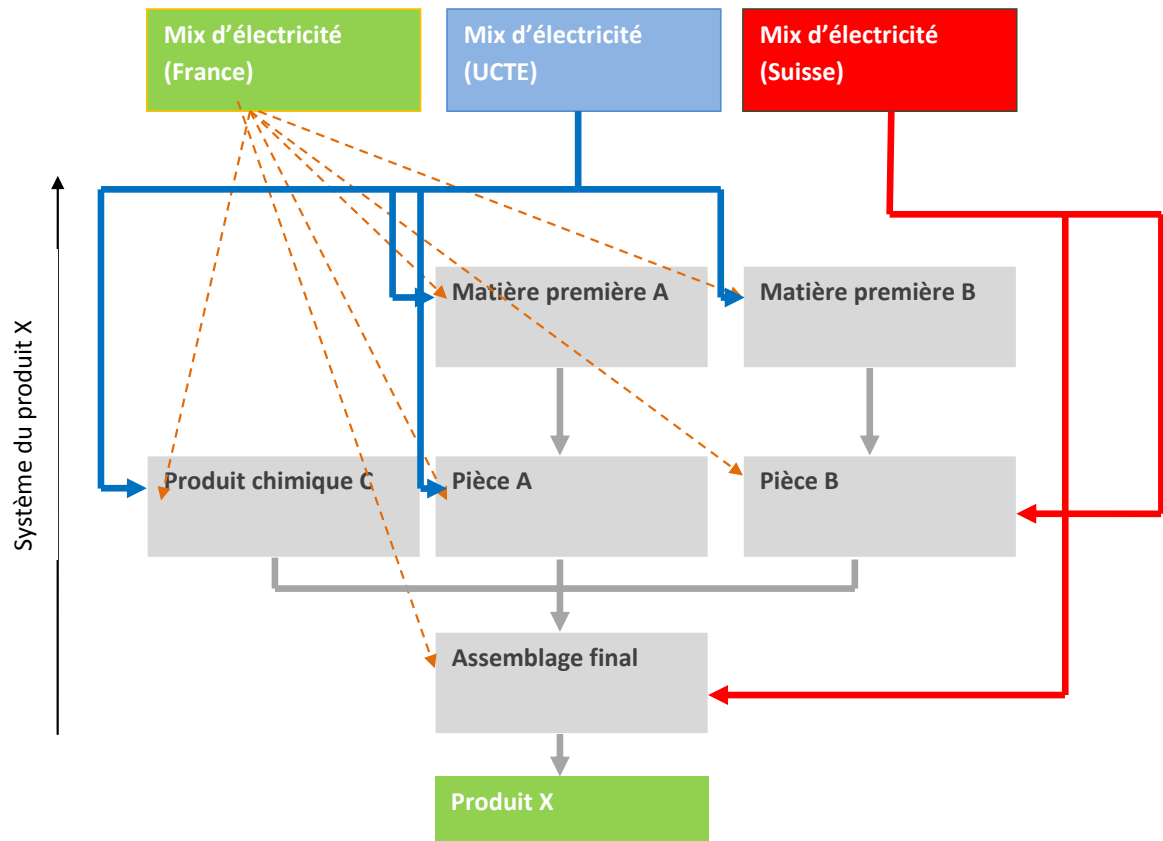 Mix d’électricité
(France)
Mix d’électricité
(UCTE)
Mix d’électricité
(Suisse)
Système du produit X
Matière première A
Matière première B
Produit chimique C
Pièce A
Pièce B
Assemblage final
Produit X